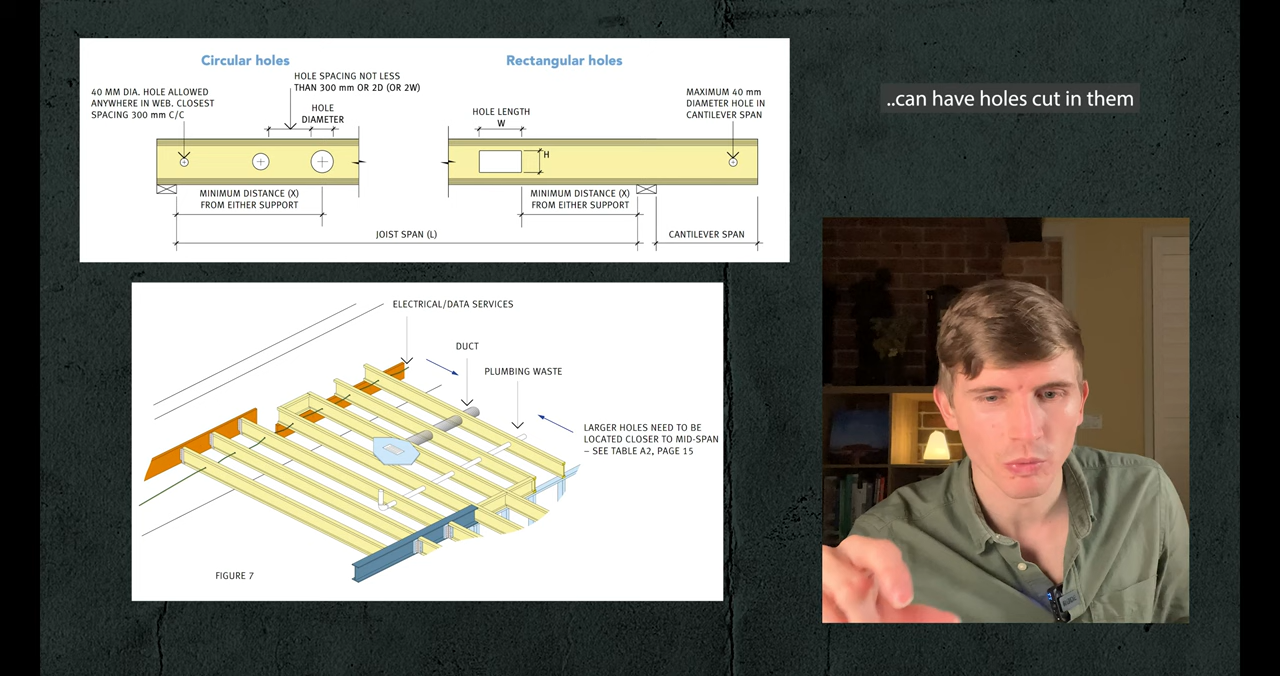 Circular holes
Rectangular holes
HOLE SPACING NOT LESS
THAN 300 mm OR 2D (OR 2W)
40 MM DIA. HOLE ALLOWED
ANYWHERE IN WEB. CLOSEST
SPACING 300 mm C/C
HOLE
DIAMETER
HOLE LENGTH
W
H
MAXIMUM 40 mm
DIAMETER HOLE IN
CANTILEVER SPAN
MINIMUM DISTANCE (X)
FROM EITHER SUPPORT
MINIMUM DISTANCE (X)
FROM EITHER SUPPORT
JOIST SPAN (L)
CANTILEVER SPAN
..can have holes cut in them
ELECTRICAL/DATA SERVICES
DUCT
PLUMBING WASTE
LARGER HOLES NEED TO BE
LOCATED CLOSER TO MID-SPAN
– SEE TABLE A2, PAGE 15
FIGURE 7